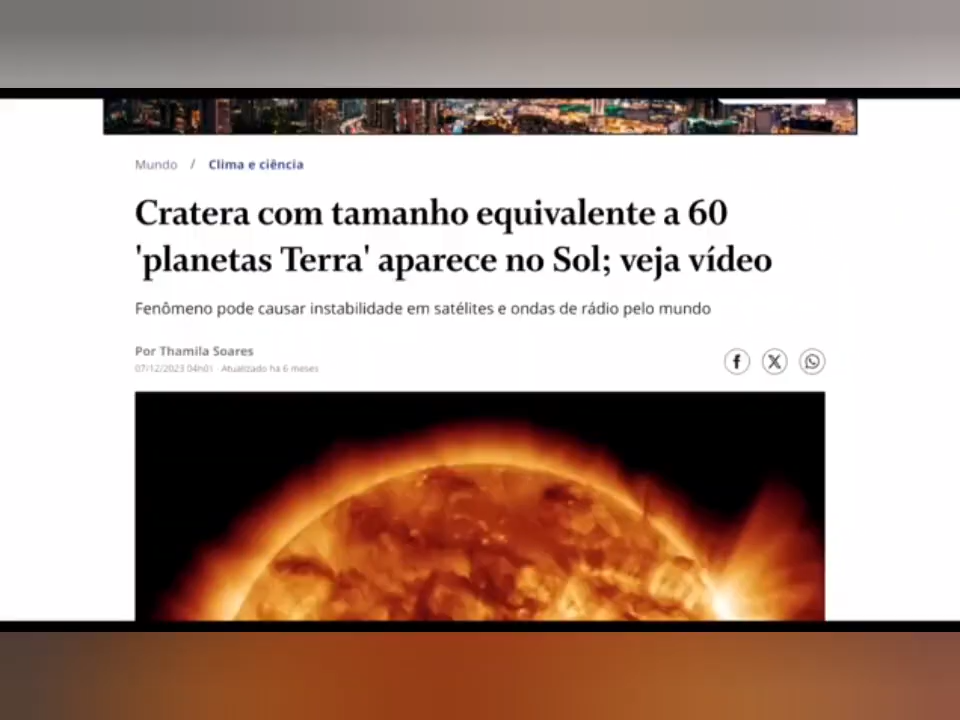 Mundo / Clima e ciência
Cratera com tamanho equivalente a 60
'planetas Terra' aparece no Sol; veja vídeo
Fenômeno pode causar instabilidade em satélites e ondas de rádio pelo mundo
Por Thamila Soares
07/12/2023 04h01 · Atualizado há 6 meses